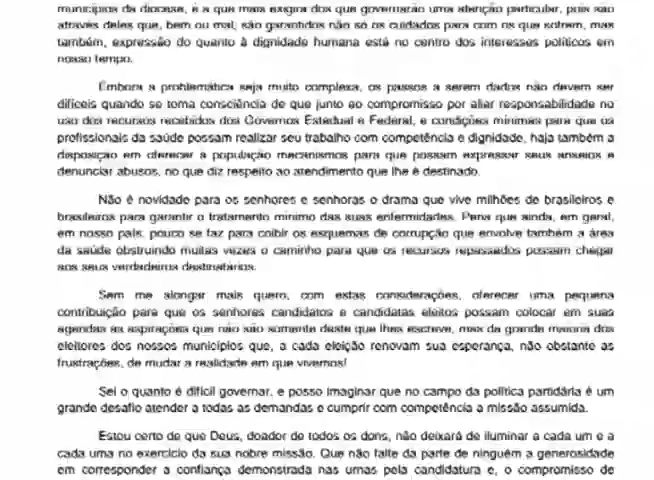 municípios da diocese, é a que mais exigirá dos que governarão uma atenção particular, pois são
através deles que, bem ou mal, são garantidos não só os cuidados para com os que sofrem, mas
também, expressão do quanto à dignidade humana está no centro dos interesses políticos em
nosso tempo.
Embora a problemática seja muito complexa, os passos a serem dados não devem ser
difíceis quando se toma consciência de que junto ao compromisso por aliar responsabilidade no
uso dos recursos recebidos dos Governos Estadual e Federal, e condições mínimas para que os
profissionais da saúde possam realizar seu trabalho com competência e dignidade, haja também a
disposição em oferecer a população mecanismos para que possam expressar seus anseios e
denunciar abusos, no que diz respeito ao atendimento que lhe é destinado.
Não é novidade para os senhores e senhoras o drama que vive milhões de brasileiros e
brasileiras para garantir o tratamento mínimo das suas enfermidades. Pena que ainda, em geral,
em nosso país, pouco se faz para coibir os esquemas de corrupção que envolve também a área
da saúde obstruindo muitas vezes o caminho para que os recursos repassados possam chegar
aos seus verdadeiros destinatários.
Sem me alongar mais quero, com estas considerações, oferecer uma pequena
contribuição para que os senhores candidatos e candidatas eleitos possam colocar em suas
agendas as aspirações que não são somente deste que lhes escreve, mas da grande maioria dos
eleitores dos nossos municípios que, a cada eleição renovam sua esperança, não obstante as
frustrações, de mudar a realidade em que vivemos!
Sei o quanto é difícil governar, e posso imaginar que no campo da política partidária é um
grande desafio atender a todas as demandas e cumprir com competência a missão assumida.
Estou certo de que Deus, doador de todos os dons, não deixará de iluminar a cada um e a
cada uma no exercício da sua nobre missão. Que não falte da parte de ninguém a generosidade
em corresponder a confiança demonstrada nas urnas pela candidatura e, o compromisso de